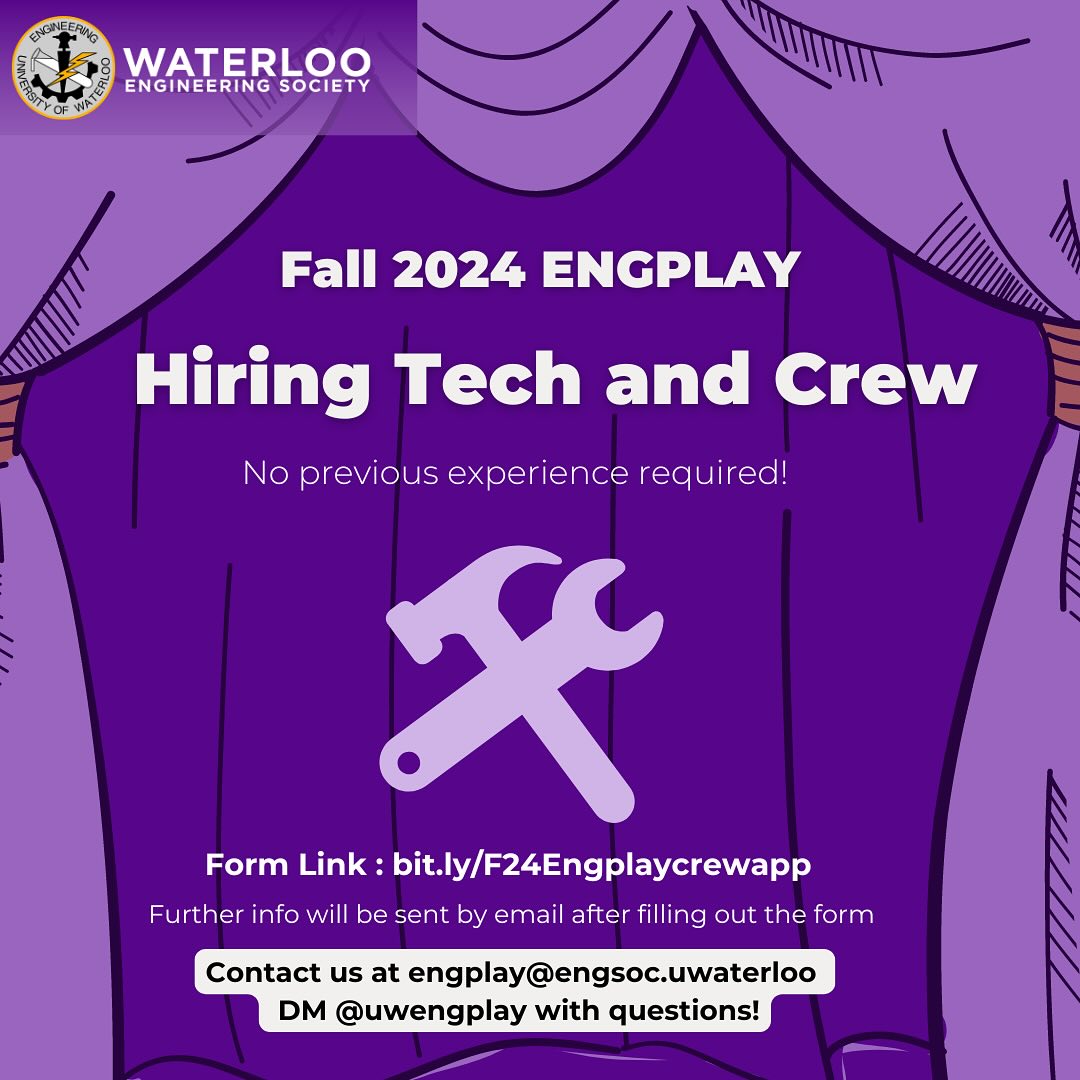 ENGINEERING
UNIVERSITY OF WATERLOO
WATERLOO
ENGINEERING SOCIETY
Fall 2024 ENGPLAY
Hiring Tech and Crew
No previous experience required!
Form Link : bit.ly/F24Engplaycrewapp
Further info will be sent by email after filling out the form
Contact us at engplay@engsoc.uwaterloo
DM @uwengplay with questions!